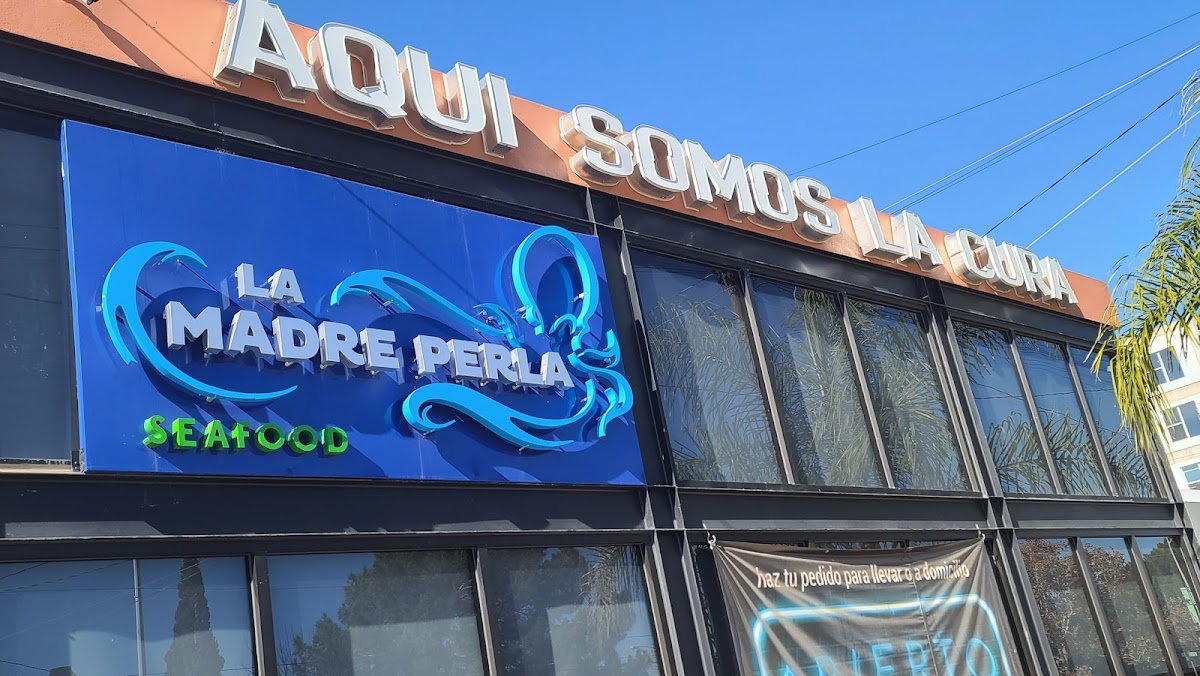 AQUI SOMOS LA CURA
LA
MADRE PERLA
SEAFOOD
haz tu pedido para llevar o a domicilio
ABIERTO